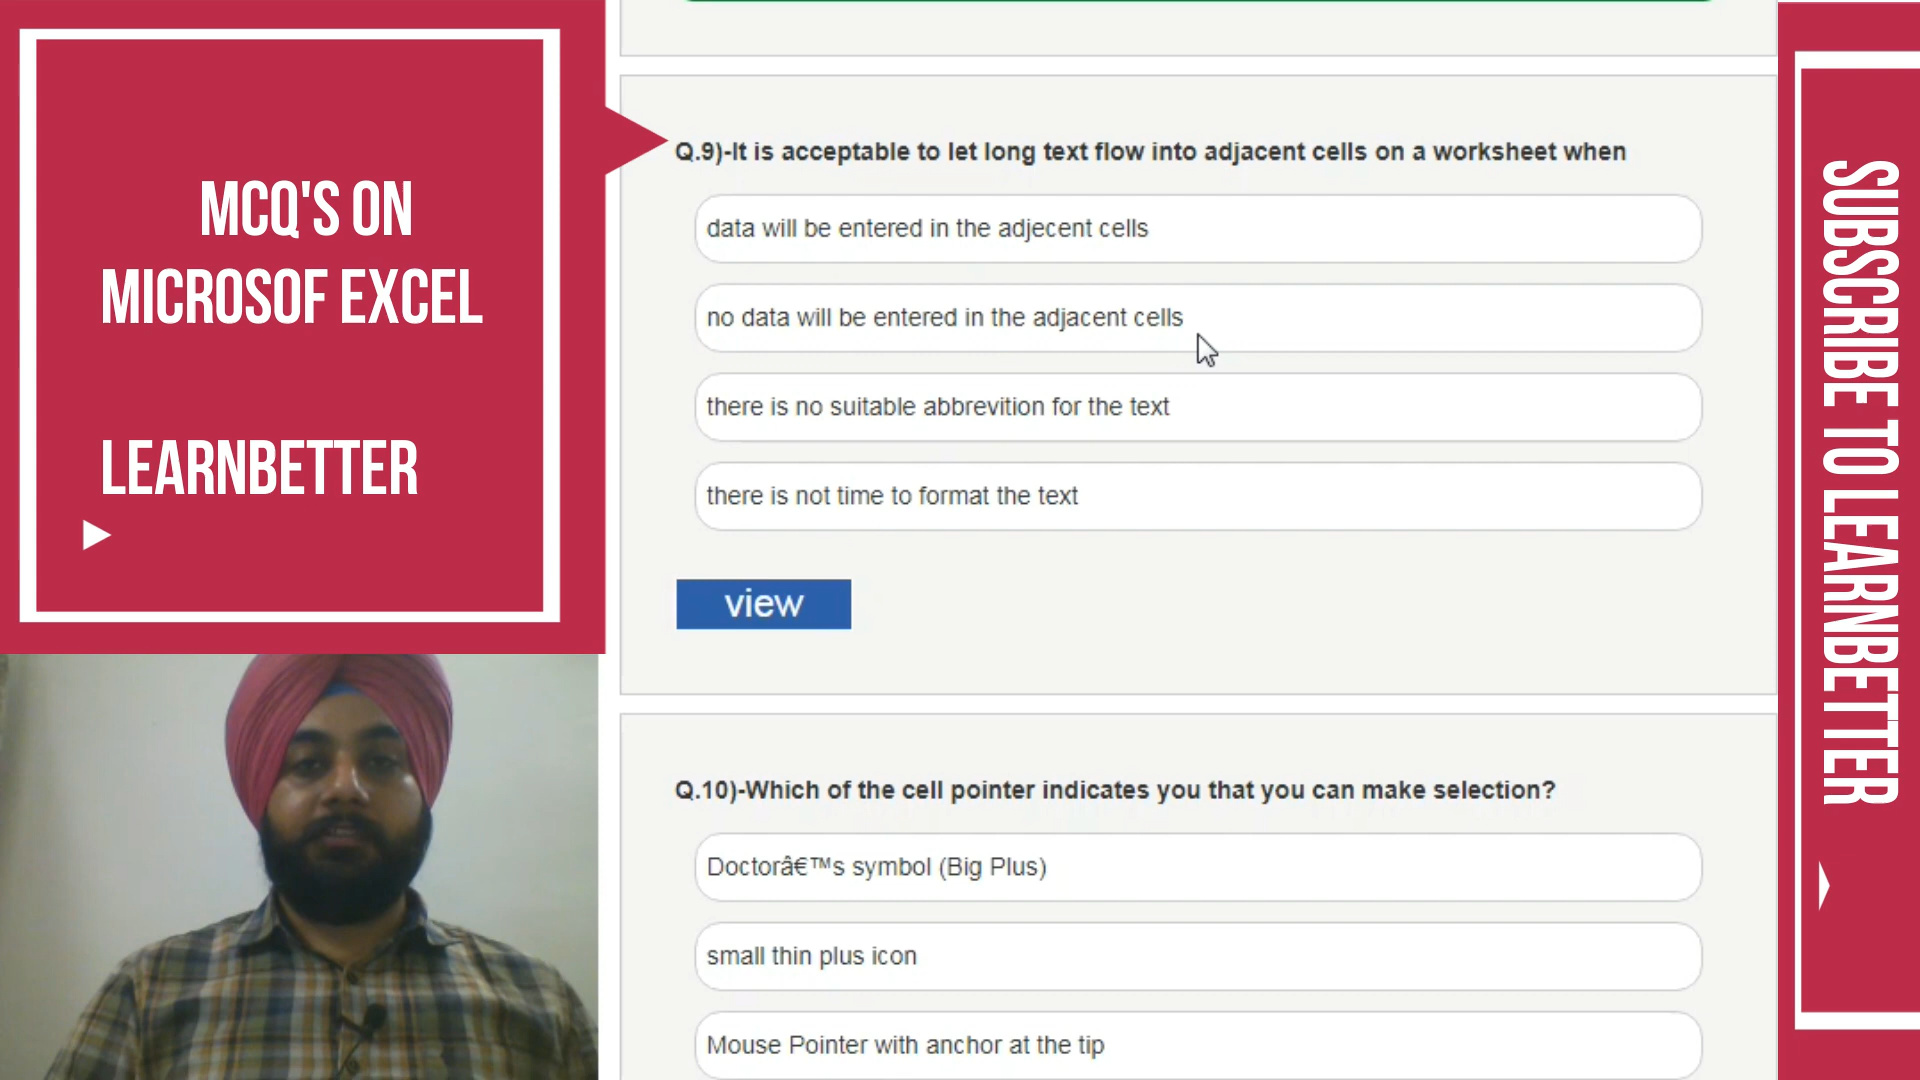 MCQ'S ON
MICROSOF EXCEL
LEARNBETTER
Q.9)-It is acceptable to let long text flow into adjacent cells on a worksheet when
data will be entered in the adjecent cells
no data will be entered in the adjacent cells
there is no suitable abbrevition for the text
there is not time to format the text
view
Q.10)-Which of the cell pointer indicates you that you can make selection?
Doctorâ€™s symbol (Big Plus)
small thin plus icon
Mouse Pointer with anchor at the tip
SUBSCRIBE TO LEARNBETTER